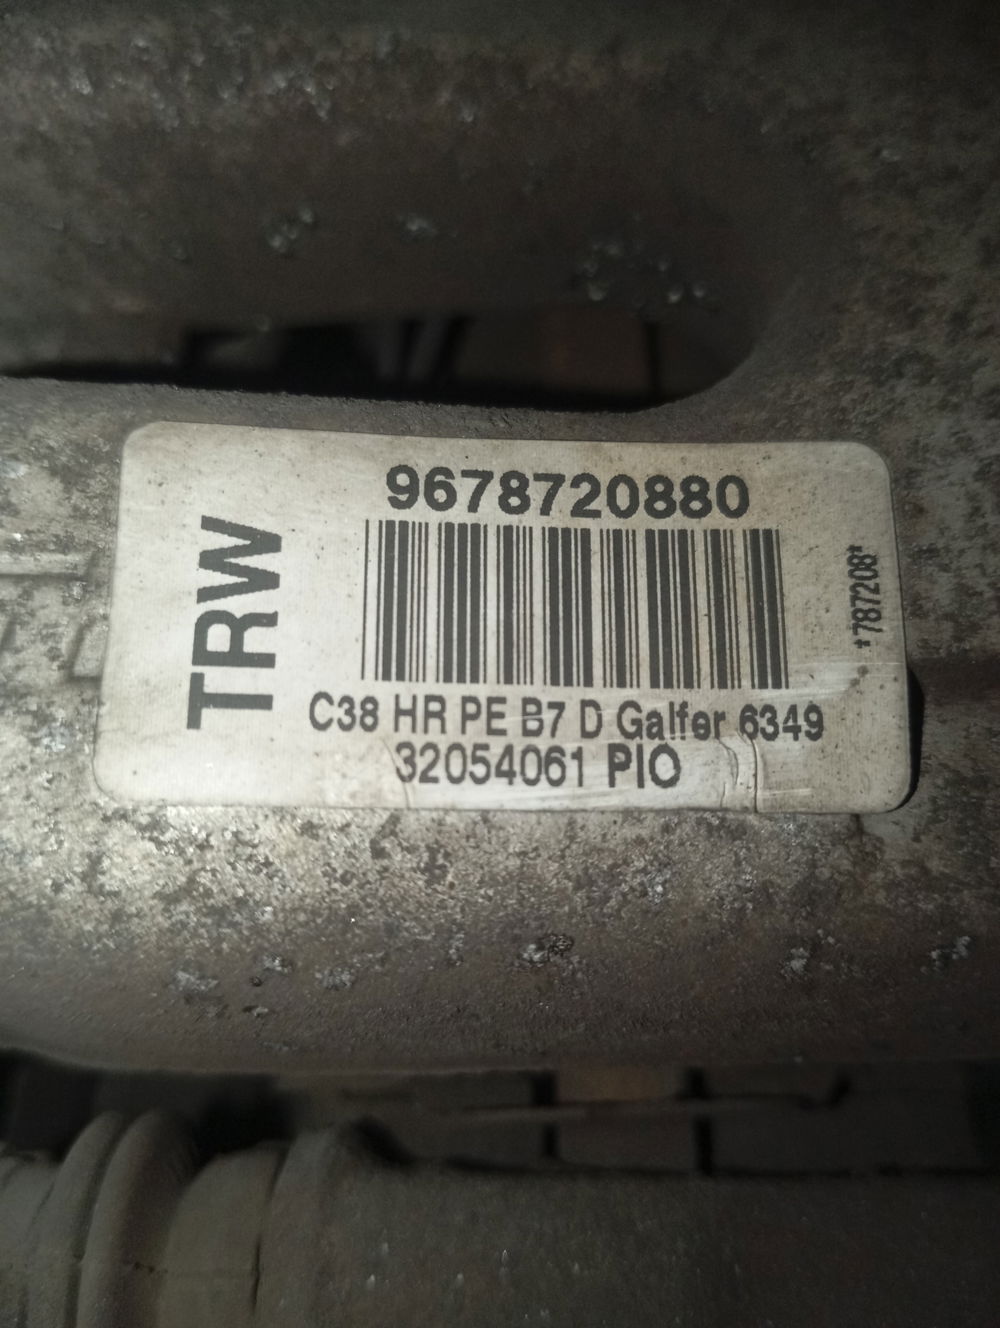 TRW
9678720880
C38 HR PE B7 D Galfer 6349
32054061 PIO
*787208*